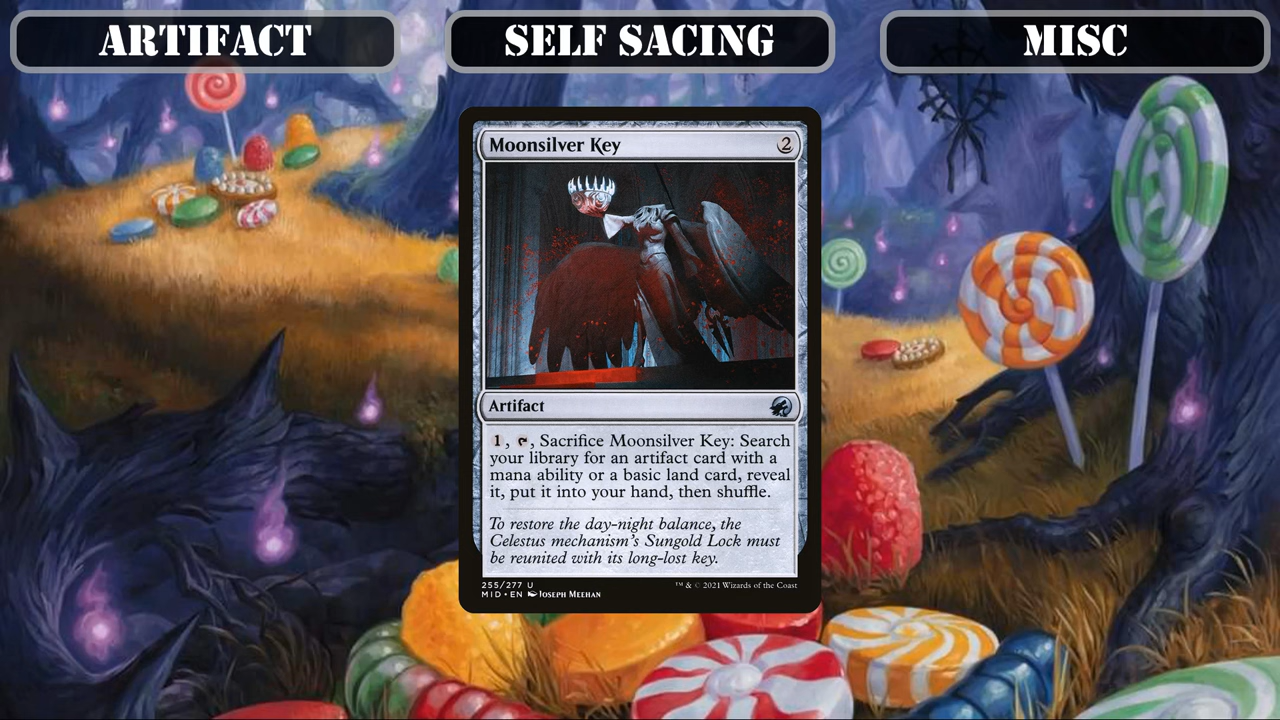 ARTIFACT
SELF SACING
MISC
Moonsilver Key 2
Artifact
1, , Sacrifice Moonsilver Key: Search
your library for an artifact card with a
mana ability or a basic land card, reveal
it, put it into your hand, then shuffle.
To restore the day-night balance, the
Celestus mechanism's Sungold Lock must
be reunited with its long-lost key.
255/277 U
™ & © 2021 Wizards of the Coast
MID • EN Joseph Meehan